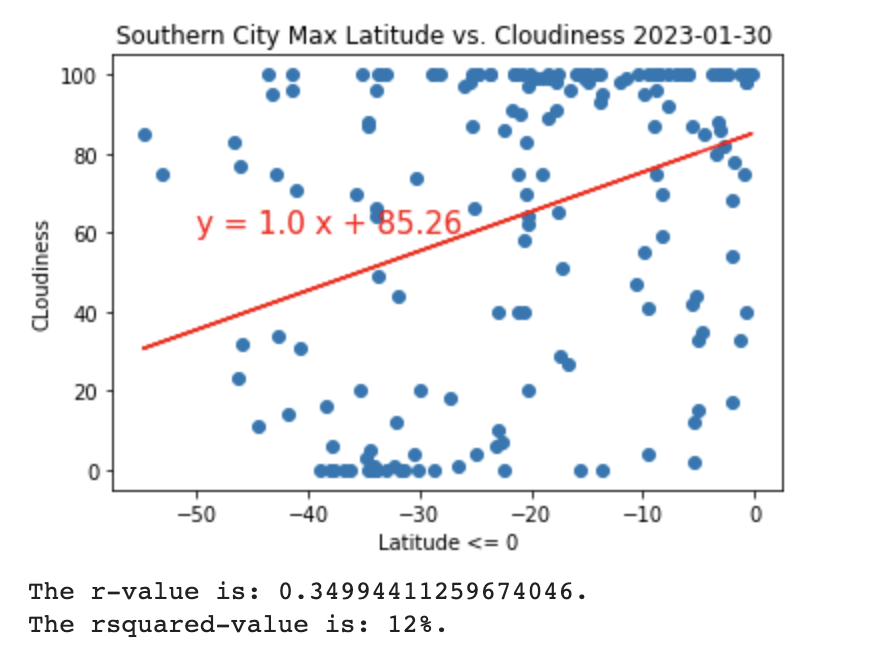 Southern City Max Latitude vs. Cloudiness 2023-01-30
100
80
60
40
20
0
CLoudiness
y = 1.0 x + 85.26
−50 −40 −30 −20 −10 0
Latitude <= 0
The r-value is: 0.34994411259674046.
The rsquared-value is: 12%.